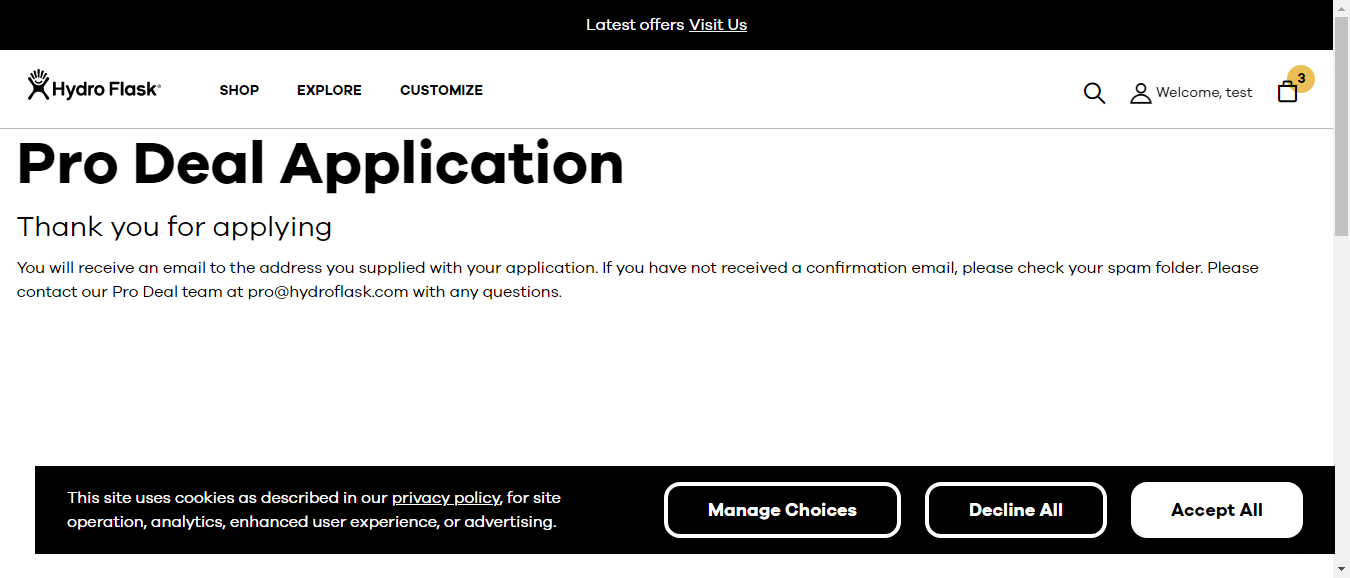 Latest offers Visit Us
Hydro Flask
SHOP EXPLORE CUSTOMIZE
Welcome, test
3
Pro Deal Application
Thank you for applying
You will receive an email to the address you supplied with your application. If you have not received a confirmation email, please check your spam folder. Please
contact our Pro Deal team at pro@hydroflask.com with any questions.
This site uses cookies as described in our privacy policy, for site
operation, analytics, enhanced user experience, or advertising.
Manage Choices
Decline All
Accept All